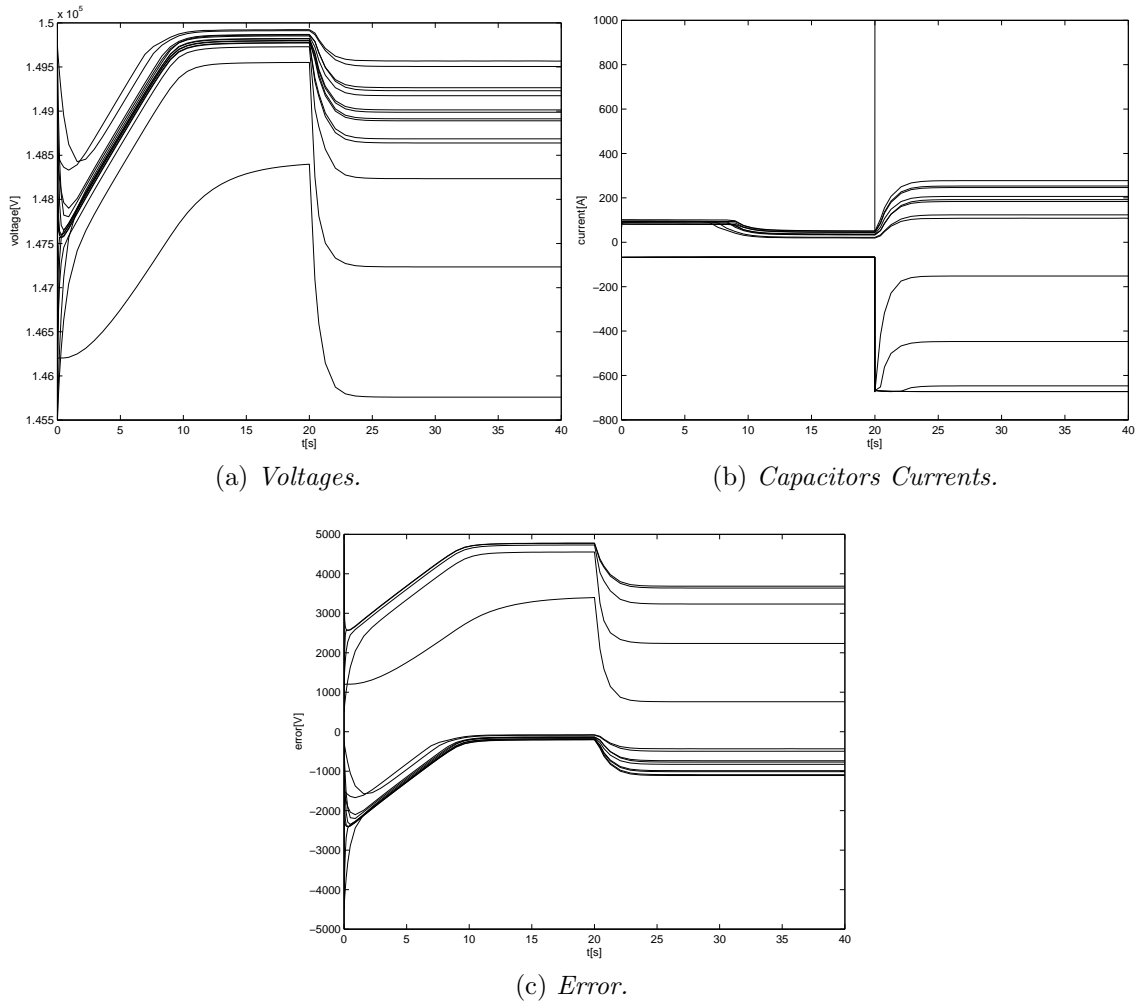 x 10^5
1.5
1.495
1.49
1.485
1.48
1.475
1.47
1.465
1.46
1.455
voltage[V]
0 5 10 15 20 25 30 35 40
t[s]
(a) Voltages.
1000
800
600
400
200
0
−200
−400
−600
−800
current[A]
0 5 10 15 20 25 30 35 40
t[s]
(b) Capacitors Currents.
5000
4000
3000
2000
1000
0
−1000
−2000
−3000
−4000
−5000
error[V]
0 5 10 15 20 25 30 35 40
t[s]
(c) Error.